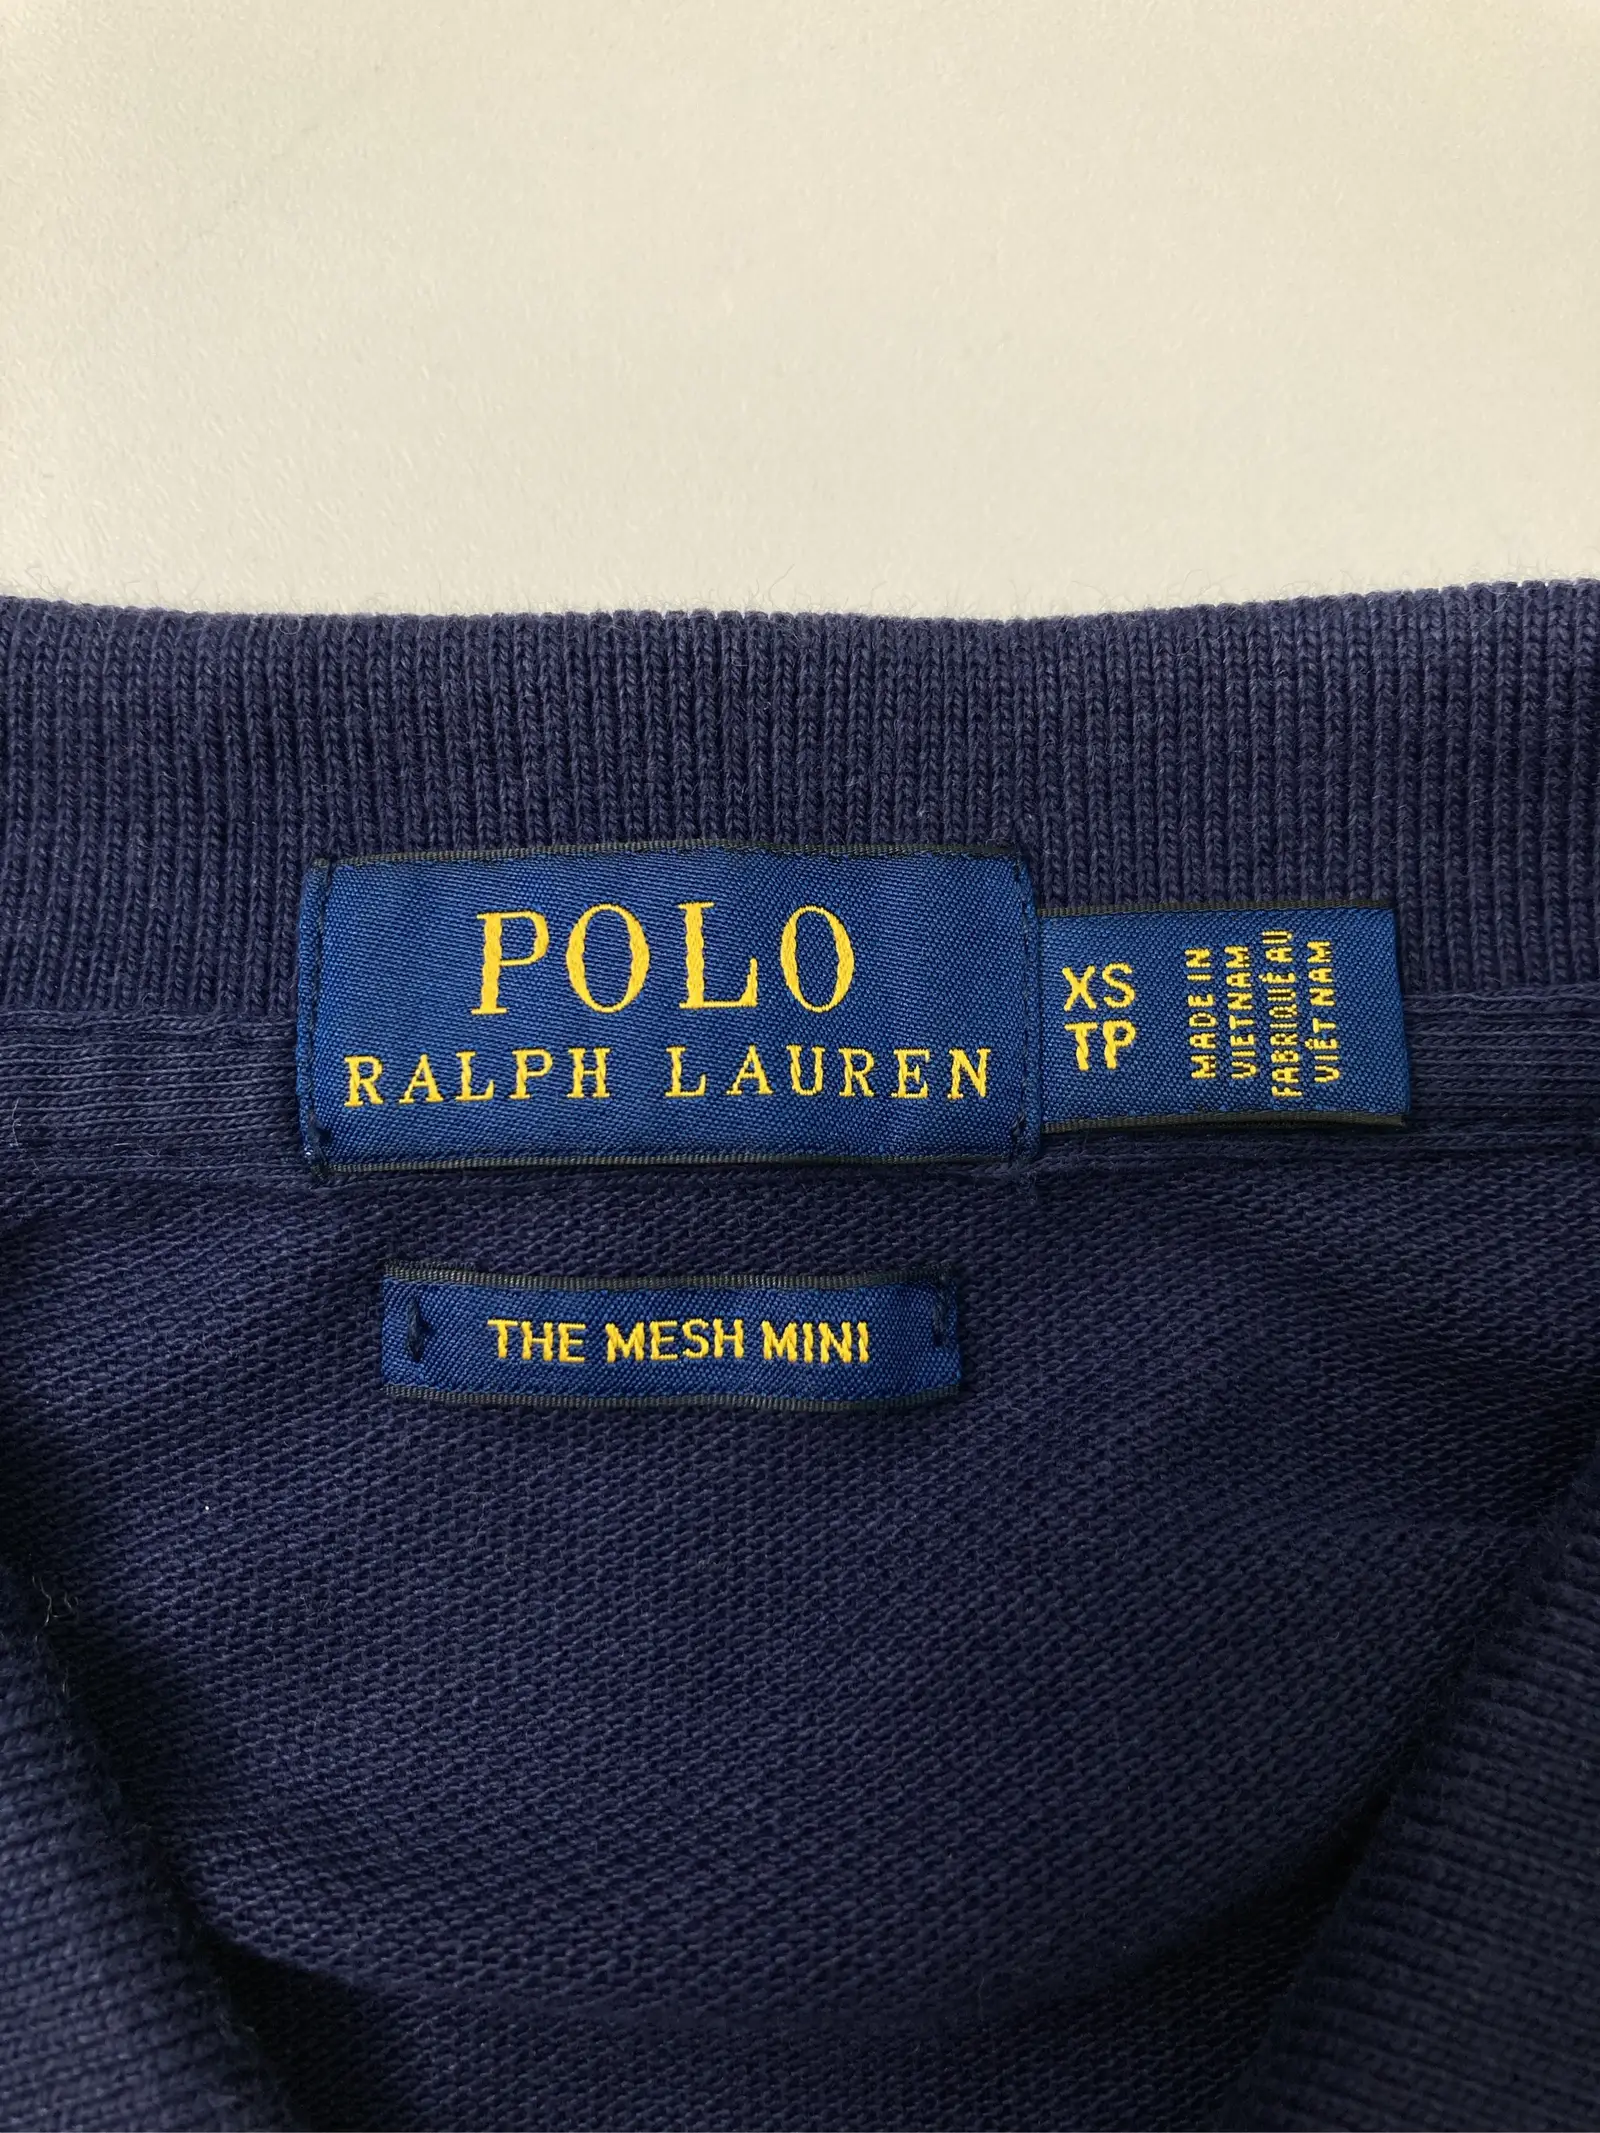 POLO
RALPH LAUREN
XS
TP
MADE IN
VIETNAM
FABRIQUÉ AU
VIÊT NAM
THE MESH MINI